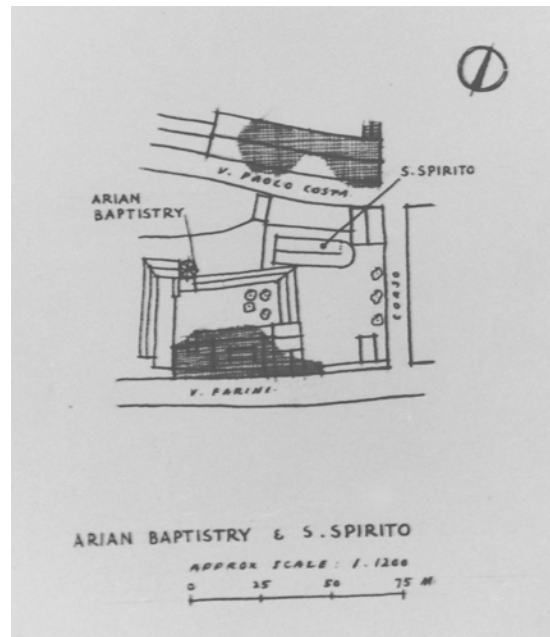 V. PAOLO COSTA
S. SPIRITO
ARIAN
BAPTISTRY
CORSO
V. FARINI.
ARIAN BAPTISTRY & S. SPIRITO
APPROX SCALE: 1.1200
0 25 50 75 M.